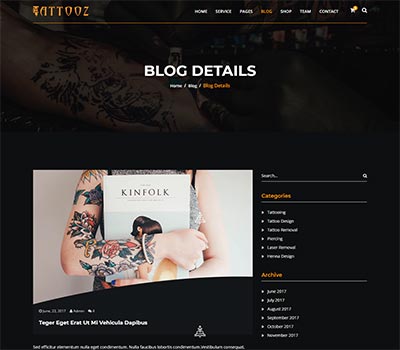 TATTOOZ
HOME SERVICE PAGES BLOG SHOP TEAM CONTACT
BLOG DETAILS
Home / Blog / Blog Details
KINFOLK
Search...
Categories
Tattooing
Tattoo Design
Tattoo Removal
Piercing
Laser Removal
Henna Design
Archive
June 2017
July 2017
August 2017
September 2017
October 2017
November 2017
June, 22, 2017 Admin
Teger Eget Erat Ut Mi Vehicula Dapibus
Sed efficitur elementum nulla eget condimentum. Nulla faucibus lobortis condimentum Vestibulum consequat,